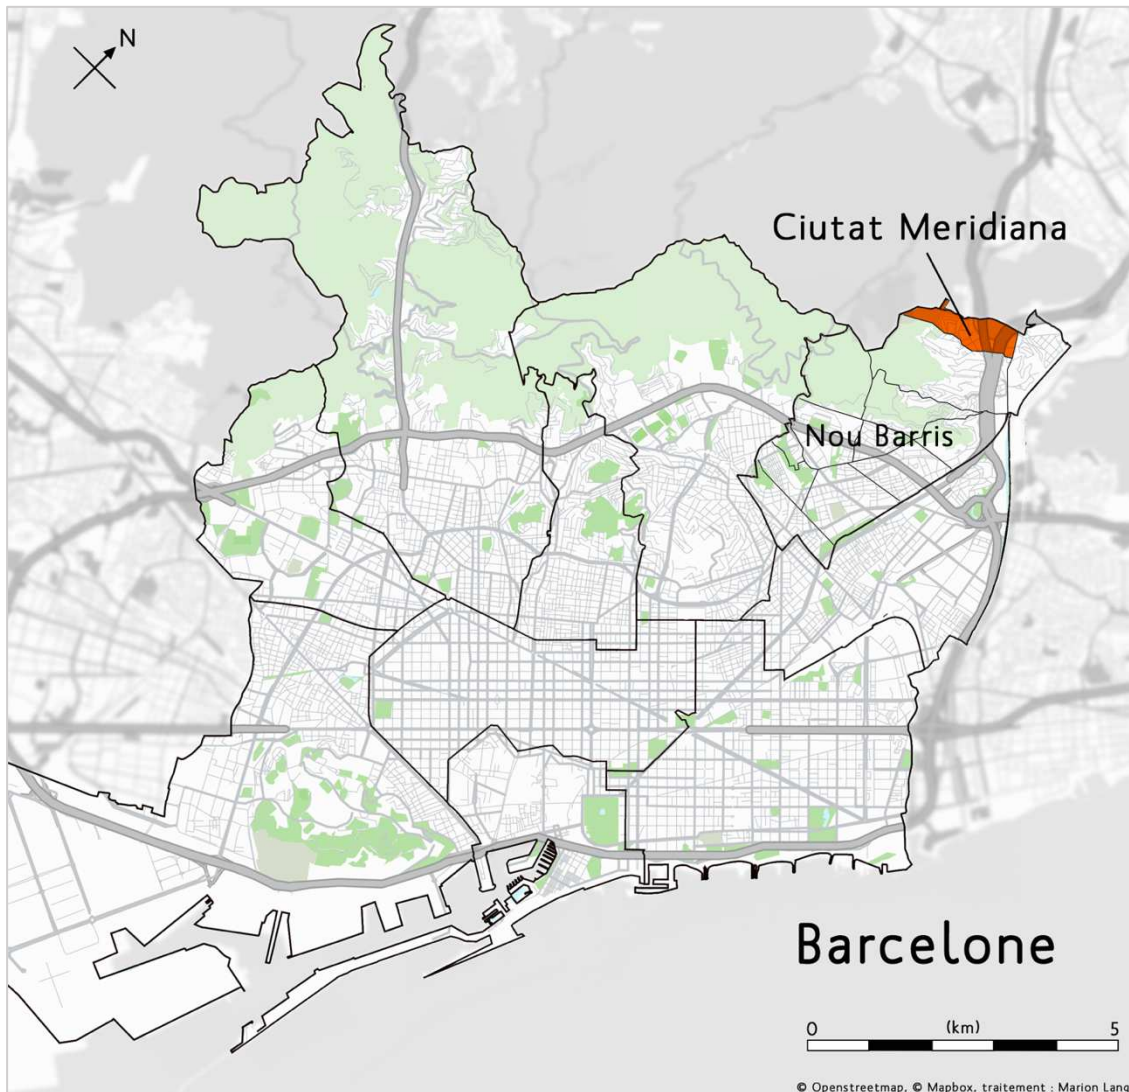 N
Ciutat Meridiana
Nou Barris
Barcelone
0 (km) 5
© Openstreetmap, © Mapbox, traitement : Marion Lang